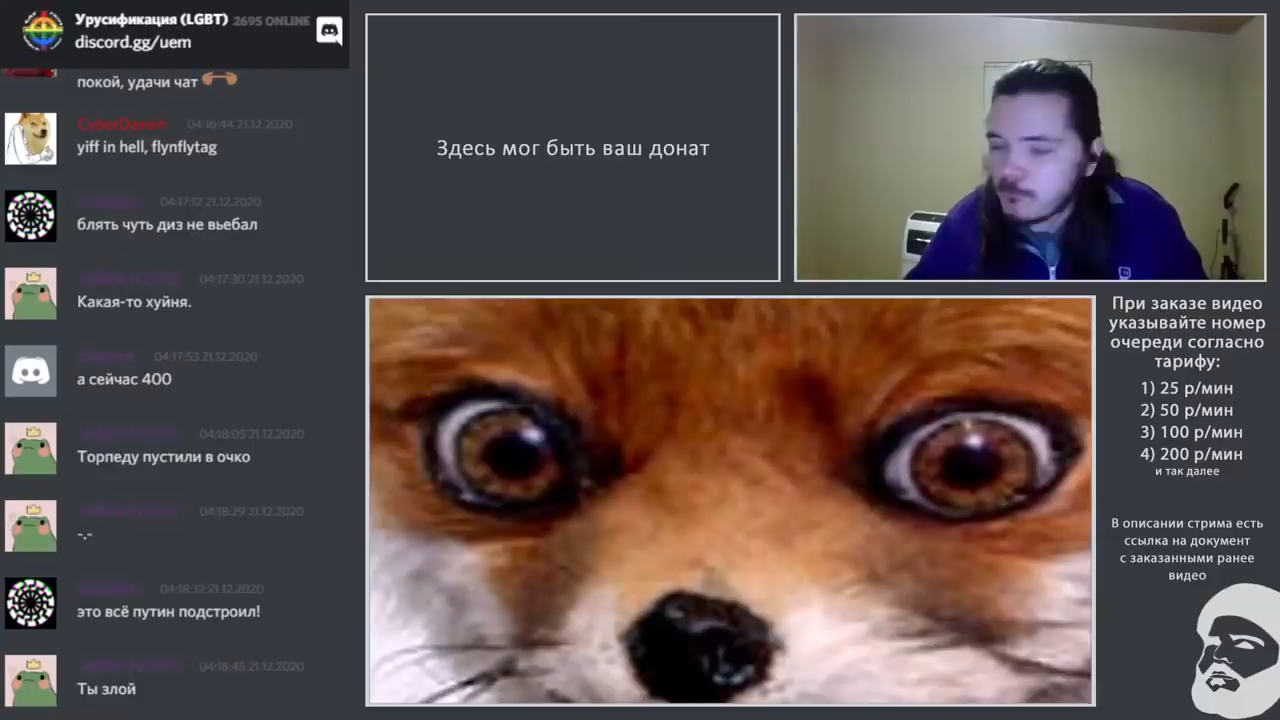 Урусификация (LGBT) 2695 ONLINE
discord.gg/uem
покой, удачи чат
CyberDasein 04:16:44 21.12.2020
yiff in hell, flynflytag
04:17:12 21.12.2020
блять чуть диз не вьебал
04:17:30 21.12.2020
Какая-то хуйня.
04:17:53 21.12.2020
а сейчас 400
04:18:05 21.12.2020
Торпеду пустили в очко
04:18:29 21.12.2020
-.-
04:18:32 21.12.2020
это всё путин подстроил!
04:18:45 21.12.2020
Ты злой
Здесь мог быть ваш донат
При заказе видео
указывайте номер
очереди согласно
тарифу:
1) 25 р/мин
2) 50 р/мин
3) 100 р/мин
4) 200 р/мин
и так далее
В описании стрима есть
ссылка на документ
с заказанными ранее
видео